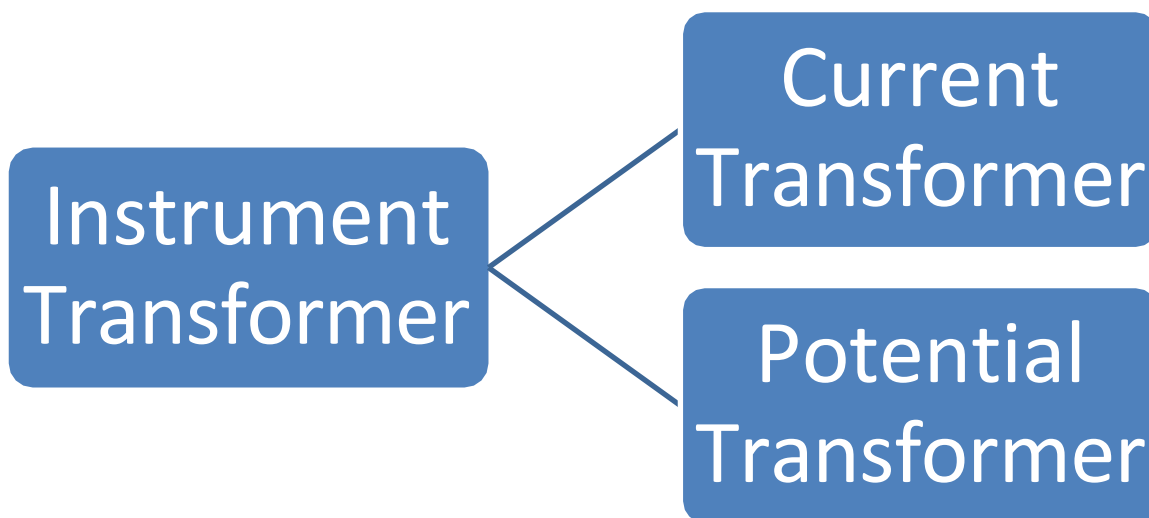 Instrument
Transformer
Current
Transformer
Potential
Transformer